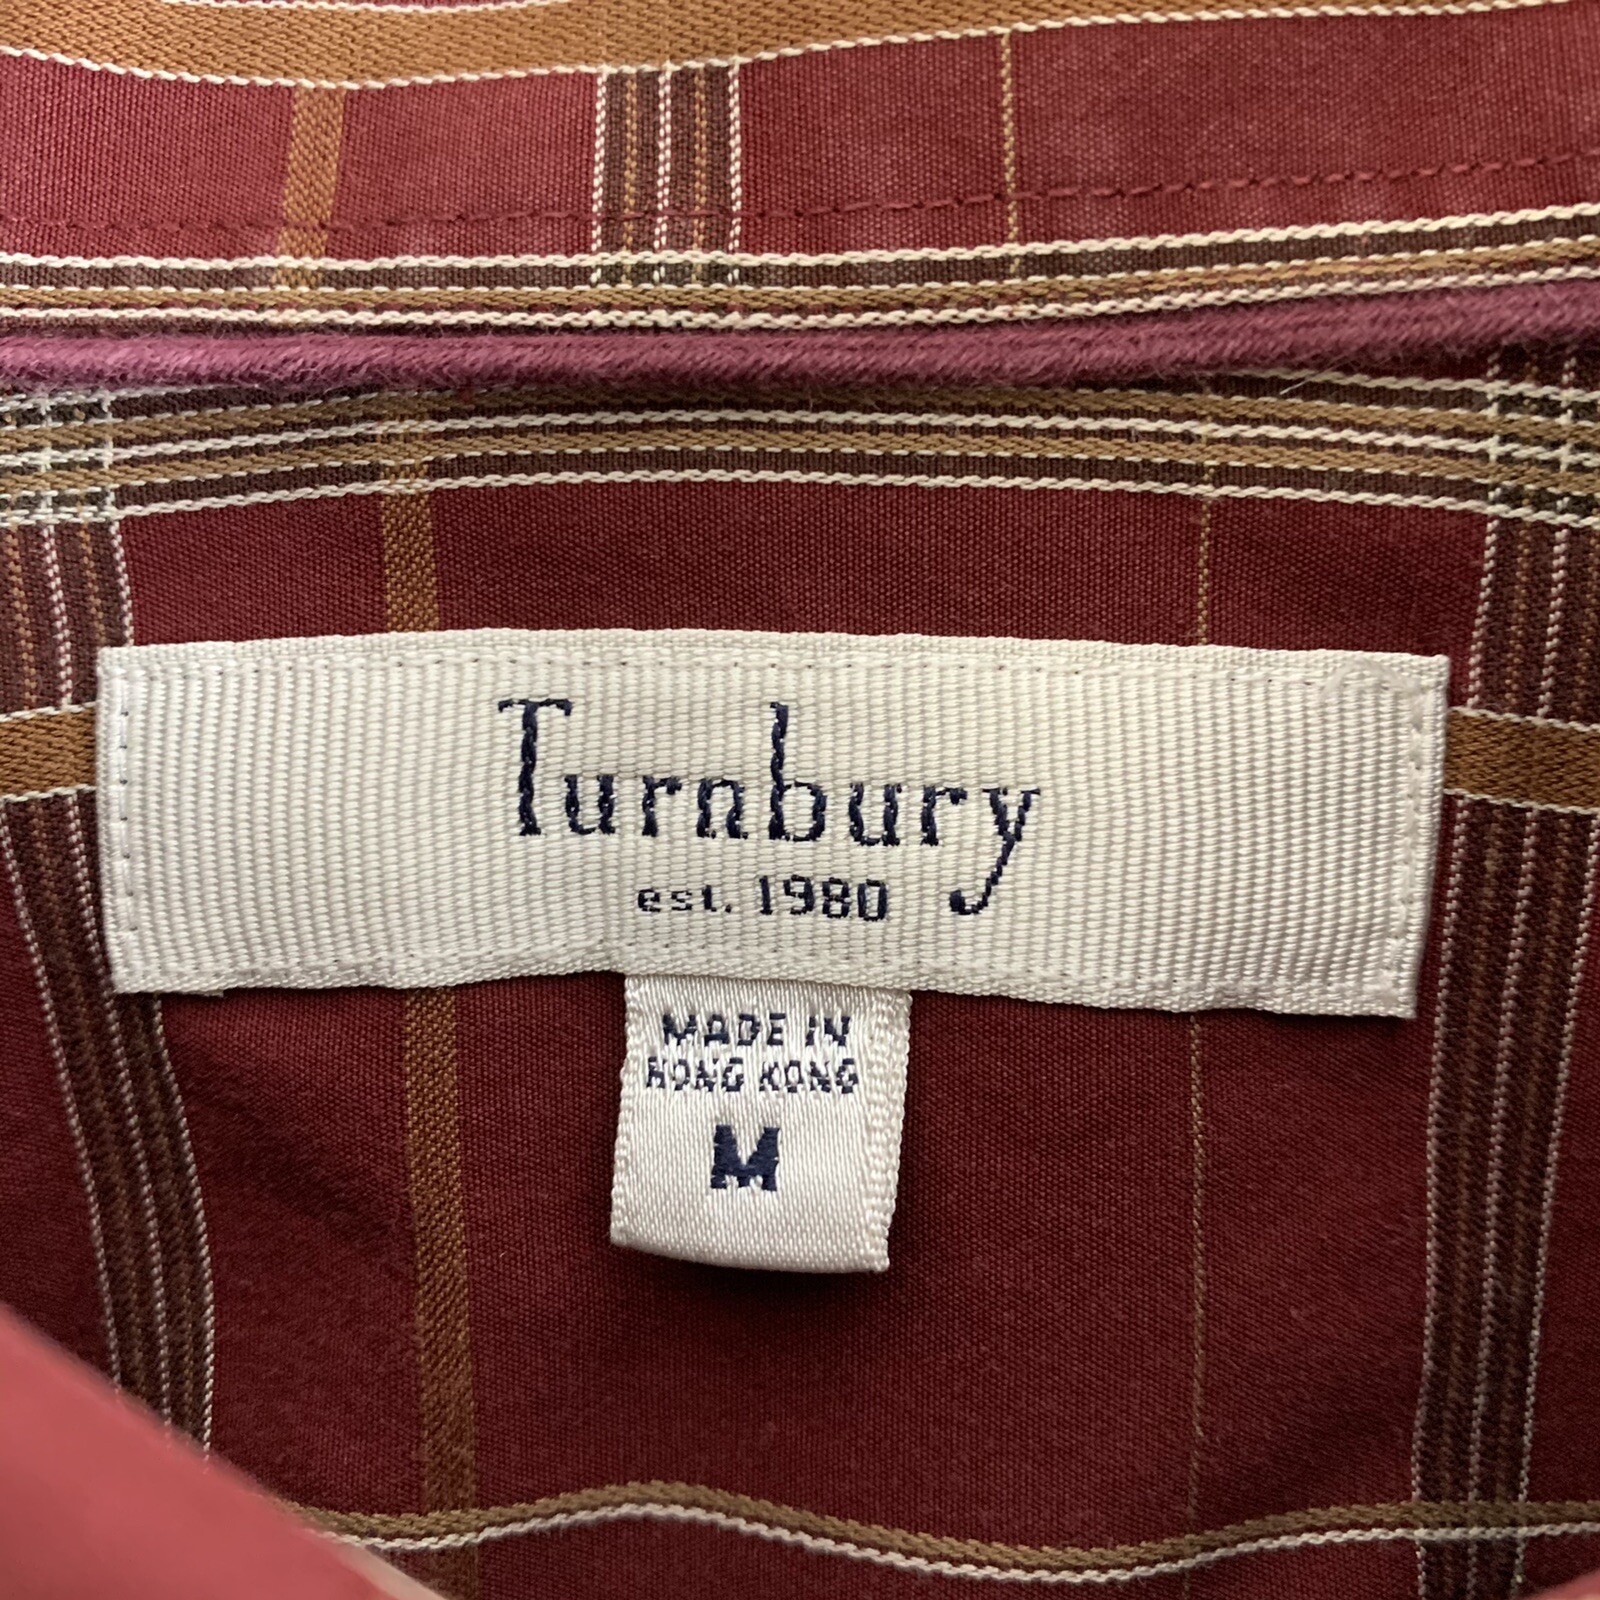 Turnbury
est. 1980
MADE IN
HONG KONG
M